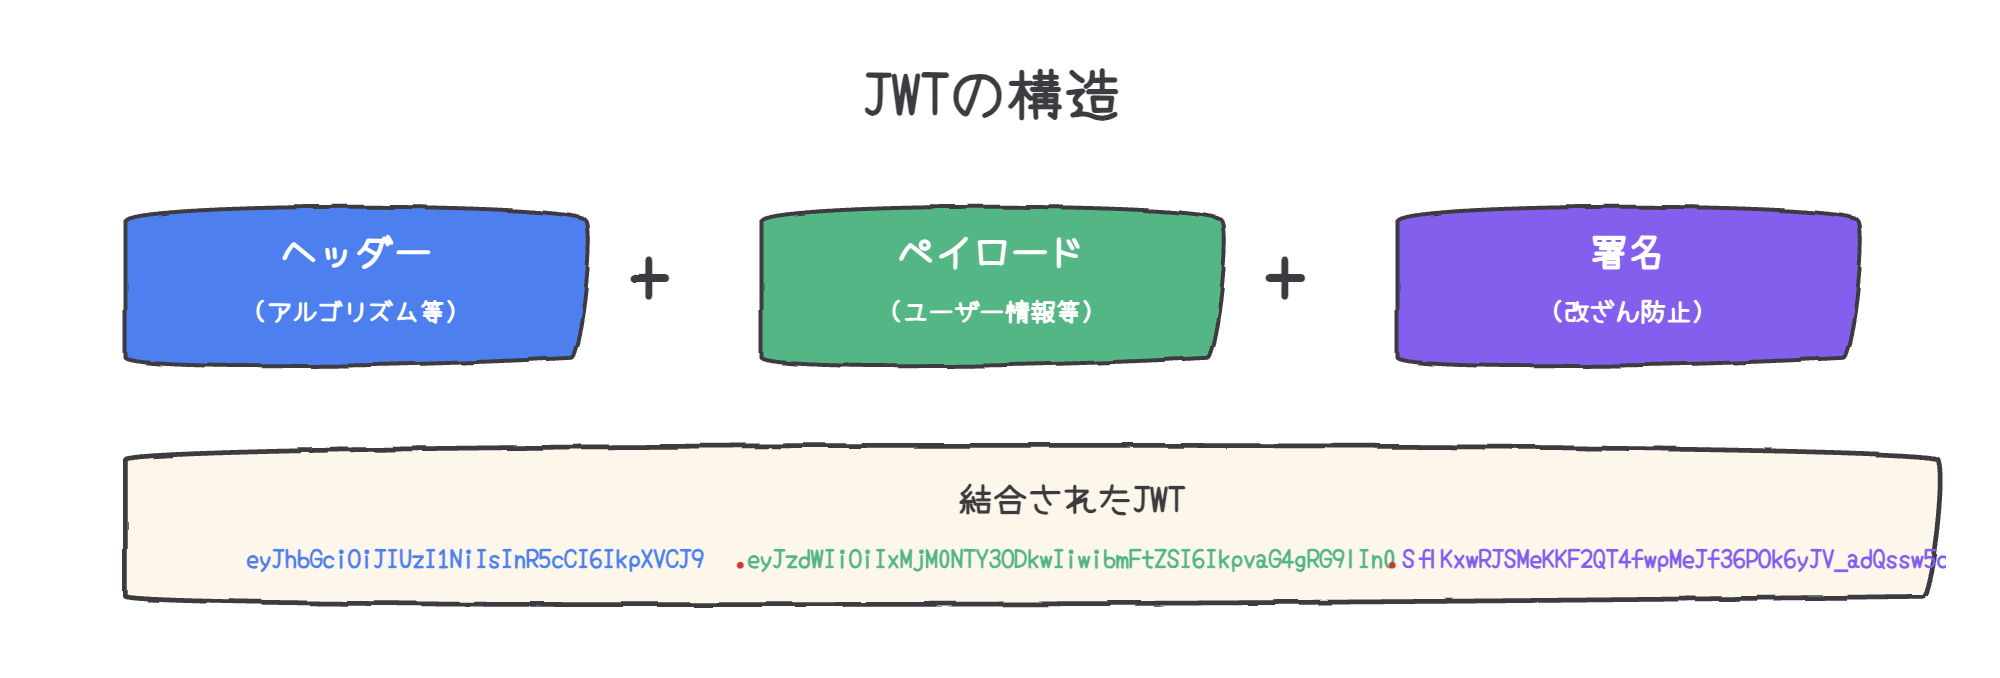 JWTの構造
ヘッダー
（アルゴリズム等）
+
ペイロード
（ユーザー情報等）
+
署名
（改ざん防止）
結合されたJWT
eyJhbGciOiJIUzI1NiIsInR5cCI6IkpXVCJ9 .eyJzdWIiOiIxMjM0NTY3ODkwIiwibmFtZSI6IkpvaG4gRG9lIn0.SflKxwRJSMeKKF2QT4fwpMeJf36POk6yJV_adQssw5c